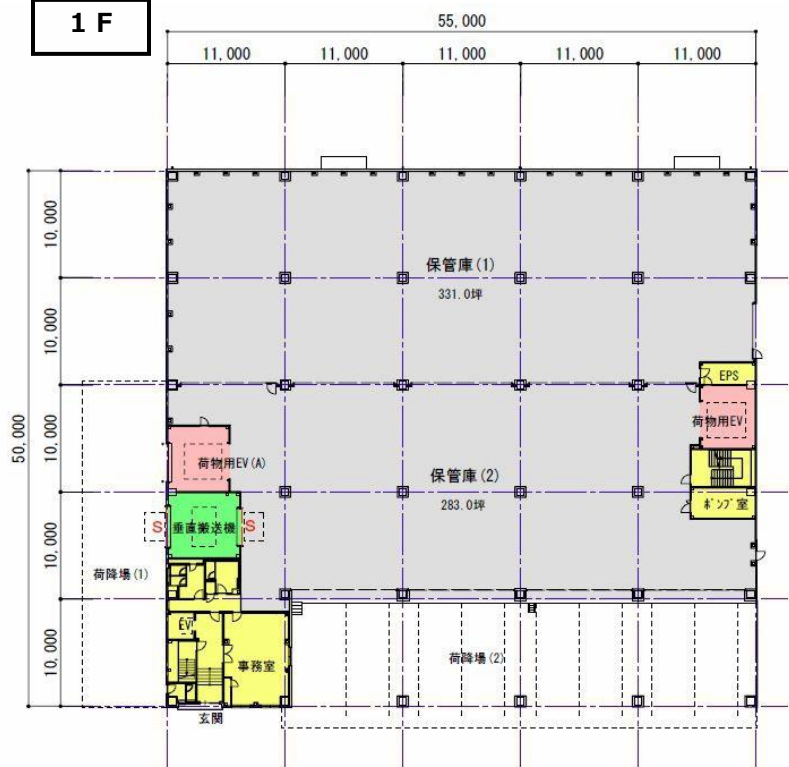 1 F
55,000
11,000
11,000
11,000
11,000
11,000
50,000
10,000
10,000
10,000
10,000
10,000
保管庫(1)
331.0坪
EPS
荷物用EV
荷物用EV(A)
保管庫(2)
283.0坪
ポンプ室
S
垂直搬送機
S
荷降場(1)
EV
事務室
荷降場(2)
玄関